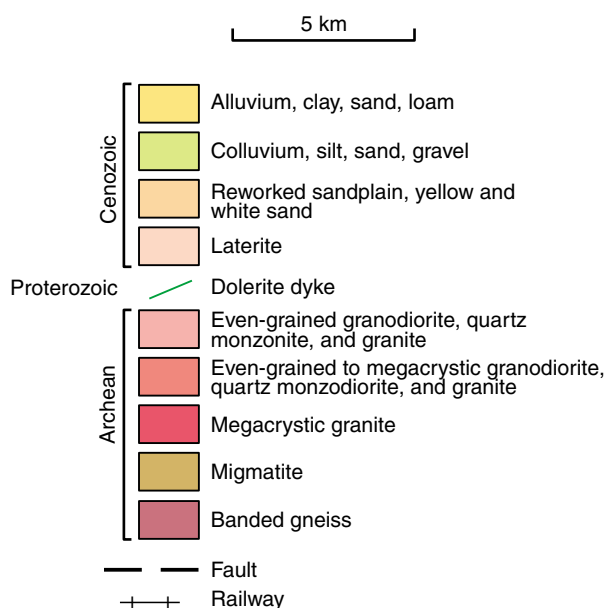 5 km
Cenozoic
Alluvium, clay, sand, loam
Colluvium, silt, sand, gravel
Reworked sandplain, yellow and
white sand
Laterite
Proterozoic
Dolerite dyke
Archean
Even-grained granodiorite, quartz
monzonite, and granite
Even-grained to megacrystic granodiorite,
quartz monzodiorite, and granite
Megacrystic granite
Migmatite
Banded gneiss
Fault
Railway